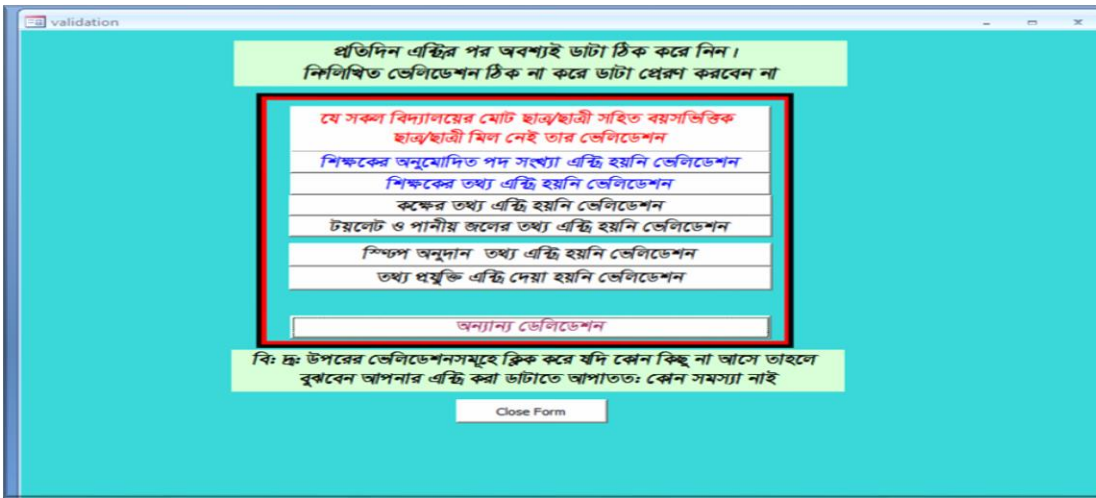 validation
প্রতিদিন এন্ট্রির পর অবশ্যই ডাটা ঠিক করে নিন।
নিলিখিত ভেলিডেশন ঠিক না করে ডাটা প্রেরণ করবেন না
যে সকল বিদ্যালয়ের মোট ছাত্র/ছাত্রী সহিত বয়সভিত্তিক
ছাত্র/ছাত্রী মিল নেই তার ভেলিডেশন
শিক্ষকের অনুমোদিত পদ সংখ্যা এন্ট্রি হয়নি ভেলিডেশন
শিক্ষকের তথ্য এন্ট্রি হয়নি ভেলিডেশন
কক্ষের তথ্য এন্ট্রি হয়নি ভেলিডেশন
টয়লেট ও পানীয় জলের তথ্য এন্ট্রি হয়নি ভেলিডেশন
স্লিপ অনুদান তথ্য এন্ট্রি হয়নি ভেলিডেশন
তথ্য প্রযুক্তি এন্ট্রি দেয়া হয়নি ভেলিডেশন
অন্যান্য ভেলিডেশন
বি: দ্র: উপরের ভেলিডেশনসমূহে ক্লিক করে যদি কোন কিছু না আসে তাহলে
বুঝবেন আপনার এন্ট্রি করা ডাটাতে আপাতত: কোন সমস্যা নাই
Close Form